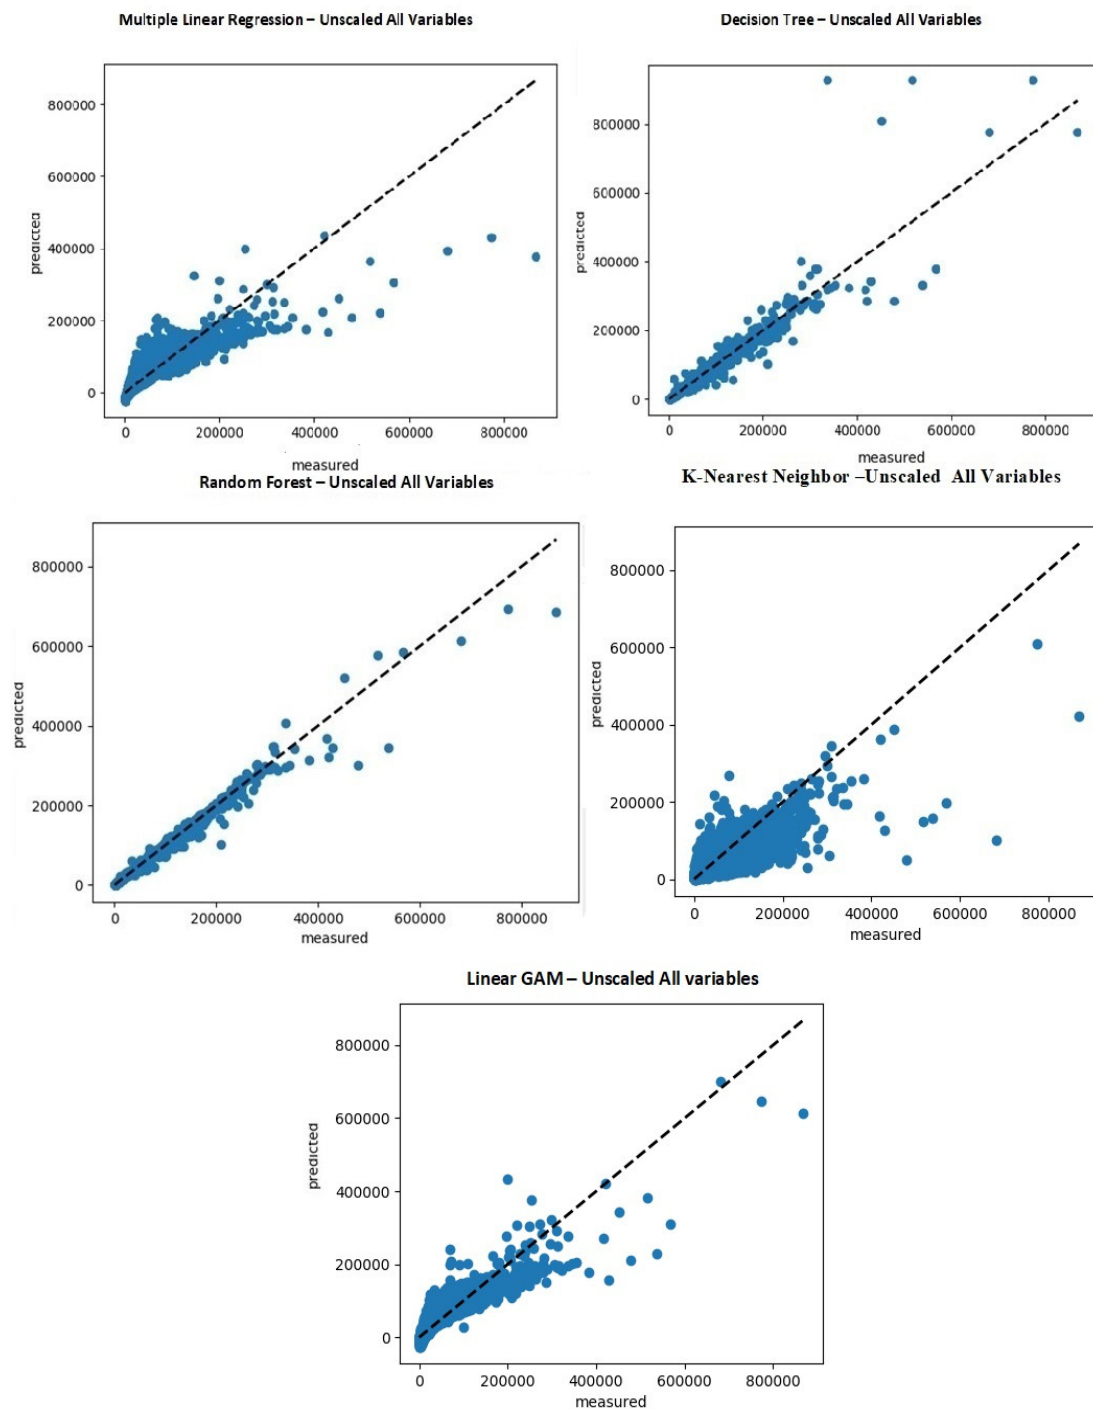 Multiple Linear Regression – Unscaled All Variables
800000
600000
400000
200000
0
predicted
0 200000 400000 600000 800000
measured
Decision Tree – Unscaled All Variables
800000
600000
400000
200000
0
predicted
0 200000 400000 600000 800000
measured
Random Forest – Unscaled All Variables
800000
600000
400000
200000
0
predicted
0 200000 400000 600000 800000
measured
K-Nearest Neighbor –Unscaled All Variables
800000
600000
400000
200000
0
predicted
0 200000 400000 600000 800000
measured
Linear GAM – Unscaled All variables
800000
600000
400000
200000
0
predicted
0 200000 400000 600000 800000
measured